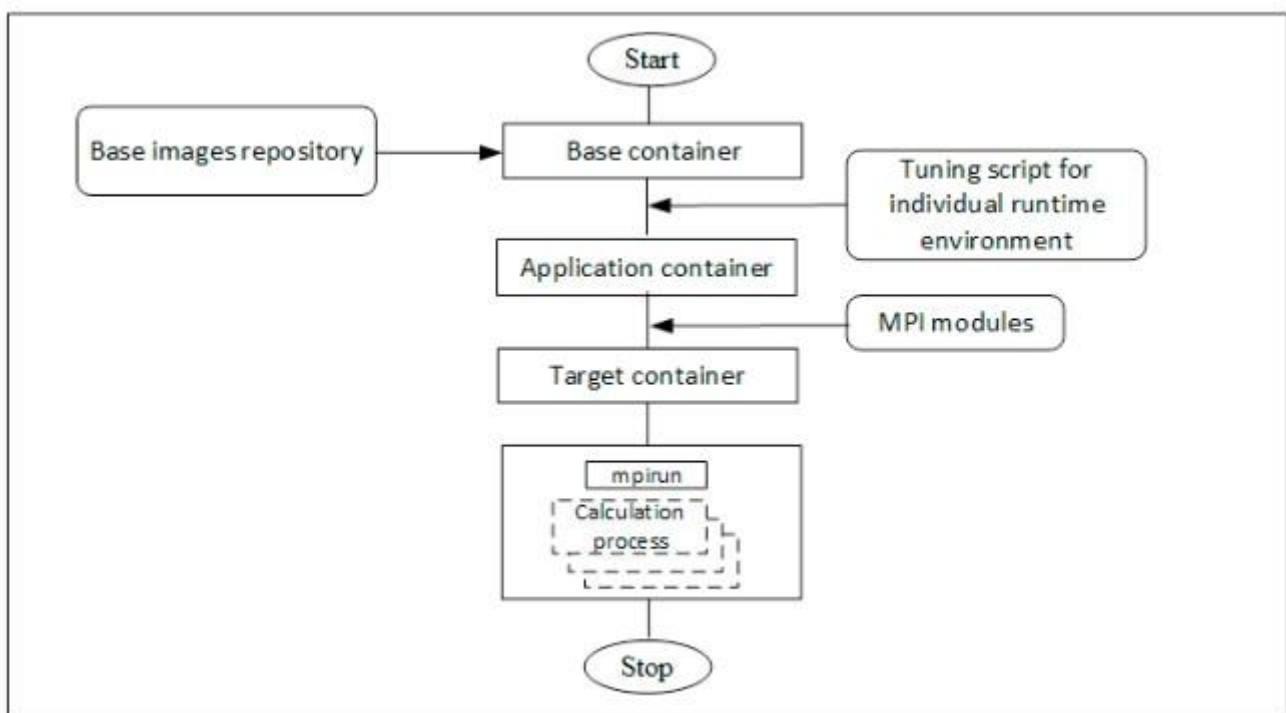 Start
Base images repository
Base container
Tuning script for
individual runtime
environment
Application container
MPI modules
Target container
mpirun
Calculation
process
Stop